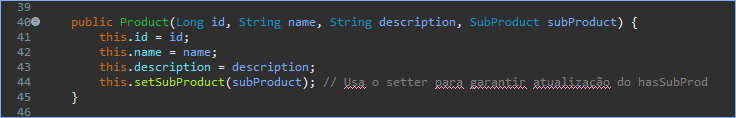 39
40 public Product(Long id, String name, String description, SubProduct subProduct) {
41 this.id = id;
42 this.name = name;
43 this.description = description;
44 this.setSubProduct(subProduct); // Usa o setter para garantir atualização do hasSubProd
45 }
46